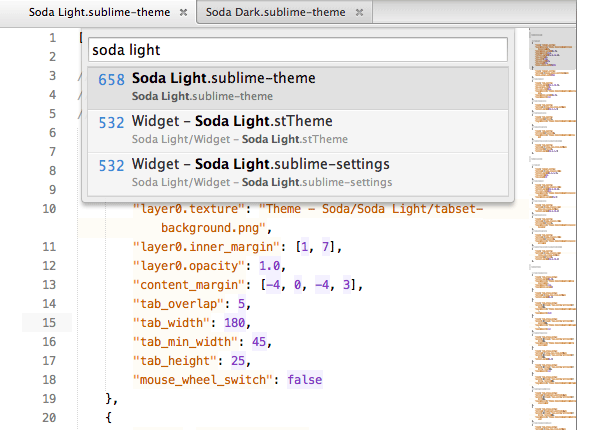 Soda Light.sublime-theme × Soda Dark.sublime-theme ×
1 [
soda light
2
3 /
4 /
5 /
6
7
8
9
658 Soda Light.sublime-theme
Soda Light.sublime-theme
532 Widget – Soda Light.stTheme
Soda Light/Widget – Soda Light.stTheme
532 Widget – Soda Light.sublime-settings
Soda Light/Widget – Soda Light.sublime-settings
10 "layer0.texture": "Theme – Soda/Soda Light/tabset-
background.png",
11 "layer0.inner_margin": [1, 7],
12 "layer0.opacity": 1.0,
13 "content_margin": [-4, 0, -4, 3],
14 "tab_overlap": 5,
15 "tab_width": 180,
16 "tab_min_width": 45,
17 "tab_height": 25,
18 "mouse_wheel_switch": false
19 },
20 {